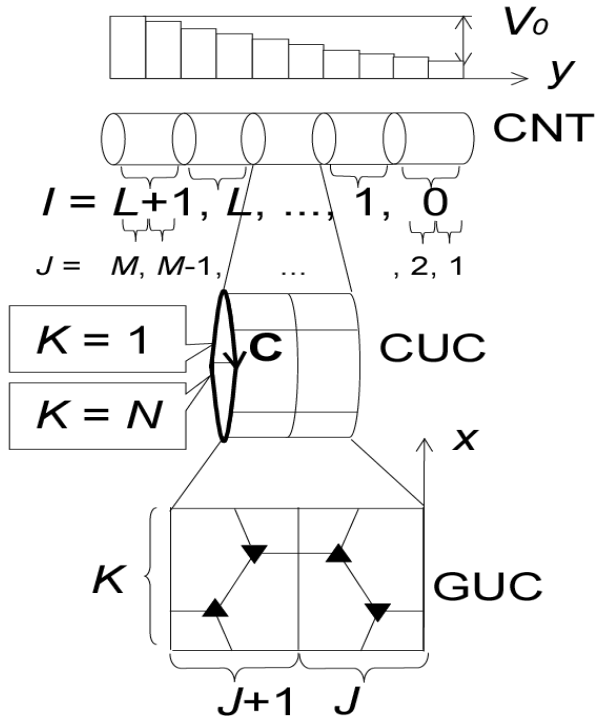 V0
y
CNT
I = L+1, L, ..., 1, 0
J = M, M-1, ... , 2, 1
K = 1
C
CUC
K = N
x
K
GUC
J+1 J